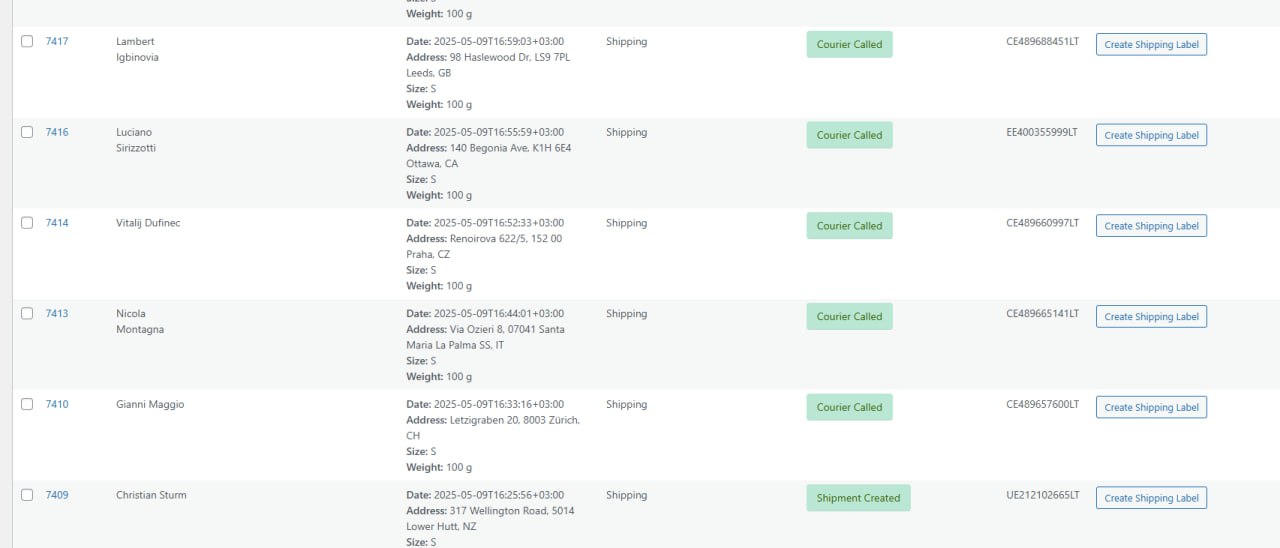 Weight: 100 g
7417
Lambert
Igbinovia
Date: 2025-05-09T16:59:03+03:00
Address: 98 Haslewood Dr, LS9 7PL
Leeds, GB
Size: S
Weight: 100 g
Shipping
Courier Called
CE489688451LT
Create Shipping Label
7416
Luciano
Sirizzotti
Date: 2025-05-09T16:55:59+03:00
Address: 140 Begonia Ave, K1H 6E4
Ottawa, CA
Size: S
Weight: 100 g
Shipping
Courier Called
EE400355999LT
Create Shipping Label
7414
Vitalij Dufinec
Date: 2025-05-09T16:52:33+03:00
Address: Renoirova 622/5, 152 00
Praha, CZ
Size: S
Weight: 100 g
Shipping
Courier Called
CE489660997LT
Create Shipping Label
7413
Nicola
Montagna
Date: 2025-05-09T16:44:01+03:00
Address: Via Ozieri 8, 07041 Santa
Maria La Palma SS, IT
Size: S
Weight: 100 g
Shipping
Courier Called
CE489665141LT
Create Shipping Label
7410
Gianni Maggio
Date: 2025-05-09T16:33:16+03:00
Address: Letzigraben 20, 8003 Zürich,
CH
Size: S
Weight: 100 g
Shipping
Courier Called
CE489657600LT
Create Shipping Label
7409
Christian Sturm
Date: 2025-05-09T16:25:56+03:00
Address: 317 Wellington Road, 5014
Lower Hutt, NZ
Size: S
Shipping
Shipment Created
UE212102665LT
Create Shipping Label